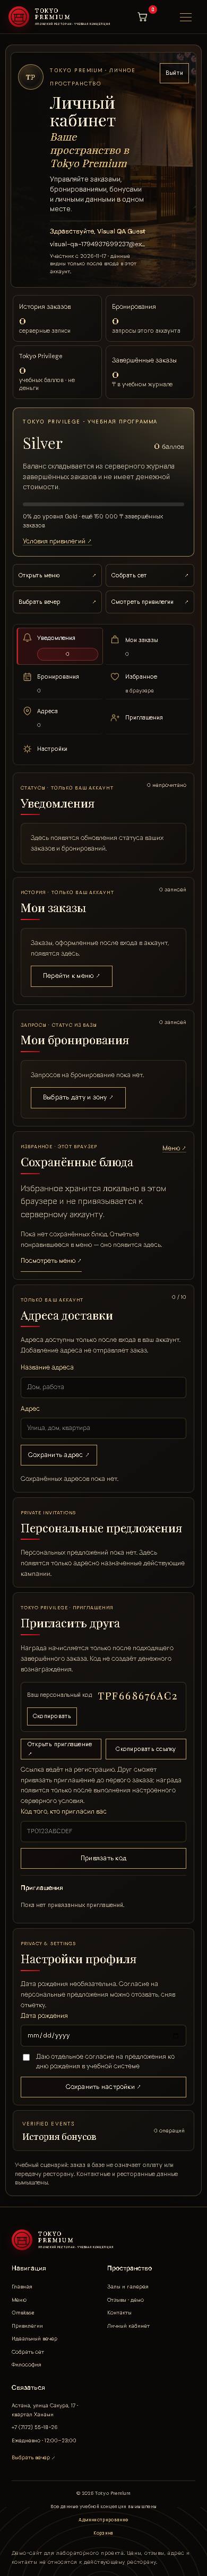 TOKYO
PREMIUM
2
TP
TOKYO PREMIUM · ЛИЧНОЕ
ПРОСТРАНСТВО
Выйти
Личный
кабинет
Ваше
пространство в
Tokyo Premium
Управляйте заказами,
бронированиями, бонусами
и личными данными в одном
месте.
Здравствуйте, Visual QA Guest
Участник с 2026-11-17 · данные
видны только после входа в этот
аккаунт.
История заказов
0
серверные записи
Бронирования
0
запросы этого аккаунта
Tokyo Privilege
0
учебных баллов · не
деньги
Завершённые заказы
0
₸ в учебном журнале
TOKYO PRIVILEGE · УЧЕБНАЯ ПРОГРАММА
Silver
0 баллов
Баланс складывается из серверного журнала
завершённых заказов и не имеет денежной
стоимости.
0% до уровня Gold · ещё 150 000 ₸ завершённых
заказов
Условия привилегий ↗
Открыть меню ↗
Собрать сет ↗
Выбрать вечер ↗
Смотреть привилегии ↗
Уведомления
0
Мои заказы
0
Бронирования
0
Избранное
в браузере
Адреса
0
Приглашения
Настройки
СТАТУСЫ · ТОЛЬКО ВАШ АККАУНТ
0 непрочитано
Уведомления
Здесь появятся обновления статуса ваших
заказов и бронирований.
ИСТОРИЯ · ТОЛЬКО ВАШ АККАУНТ
0 записей
Мои заказы
Заказы, оформленные после входа в аккаунт,
появятся здесь.
Перейти к меню ↗
ЗАПРОСЫ · СТАТУС ИЗ БАЗЫ
0 записей
Мои бронирования
Запросов на бронирование пока нет.
Выбрать дату и зону ↗
ИЗБРАННОЕ · ЭТОТ БРАУЗЕР
Меню ↗
Сохранённые блюда
Избранное хранится локально в этом
браузере и не привязывается к
серверному аккаунту.
Пока нет сохранённых блюд. Отметьте
понравившееся в меню — оно появится здесь.
Посмотреть меню ↗
ТОЛЬКО ВАШ АККАУНТ
0 / 10
Адреса доставки
Адреса доступны только после входа в ваш аккаунт.
Добавление адреса не отправляет заказ.
Название адреса
Дом, работа
Адрес
Улица, дом, квартира
Сохранить адрес ↗
Сохранённых адресов пока нет.
PRIVATE INVITATIONS
Персональные предложения
Персональных предложений пока нет. Здесь
появятся только адресно назначенные действующие
кампании.
TOKYO PRIVILEGE · ПРИГЛАШЕНИЯ
Пригласить друга
Награда начисляется только после подходящего
завершённого заказа. Код не создаёт денежного
вознаграждения.
Ваш персональный код
TPF668676AC2
Скопировать
Открыть приглашение
↗
Скопировать ссылку
Ссылка ведёт на регистрацию. Друг сможет
привязать приглашение до первого заказа; награда
появится только после выполнения настроенного
серверного условия.
Код того, кто пригласил вас
TP0123ABCDEF
Привязать код
Приглашения
Пока нет привязанных приглашений.
PRIVACY & SETTINGS
Настройки профиля
Дата рождения необязательна. Согласие на
персональные предложения можно отозвать, сняв
отметку.
Дата рождения
mm/dd/yyyy
Даю отдельное согласие на предложения ко
дню рождения в учебной системе
Сохранить настройки ↗
VERIFIED EVENTS
История бонусов
0 операций
Учебный сценарий: заказ в базе не означает оплату или
передачу ресторану. Контактные и ресторанные данные
вымышлены.
TOKYO
PREMIUM
Навигация
Пространство
Главная
Залы и галерея
Меню
Отзывы · демо
Омакасе
Контакты
Привилегии
Личный кабинет
Идеальный вечер
Собрать сет
Философия
Связаться
Астана, улица Сакура, 17 ·
квартал Ханами
+7 (7172) 55-18-26
Ежедневно · 12:00–23:00
Выбрать вечер ↗
© 2026 Tokyo Premium
Все данные учебной концепции вымышлены
Администрирование
Корзина
Демо-сайт для лабораторного проекта. Цены, отзывы, адрес и
контакты не относятся к действующему ресторану.